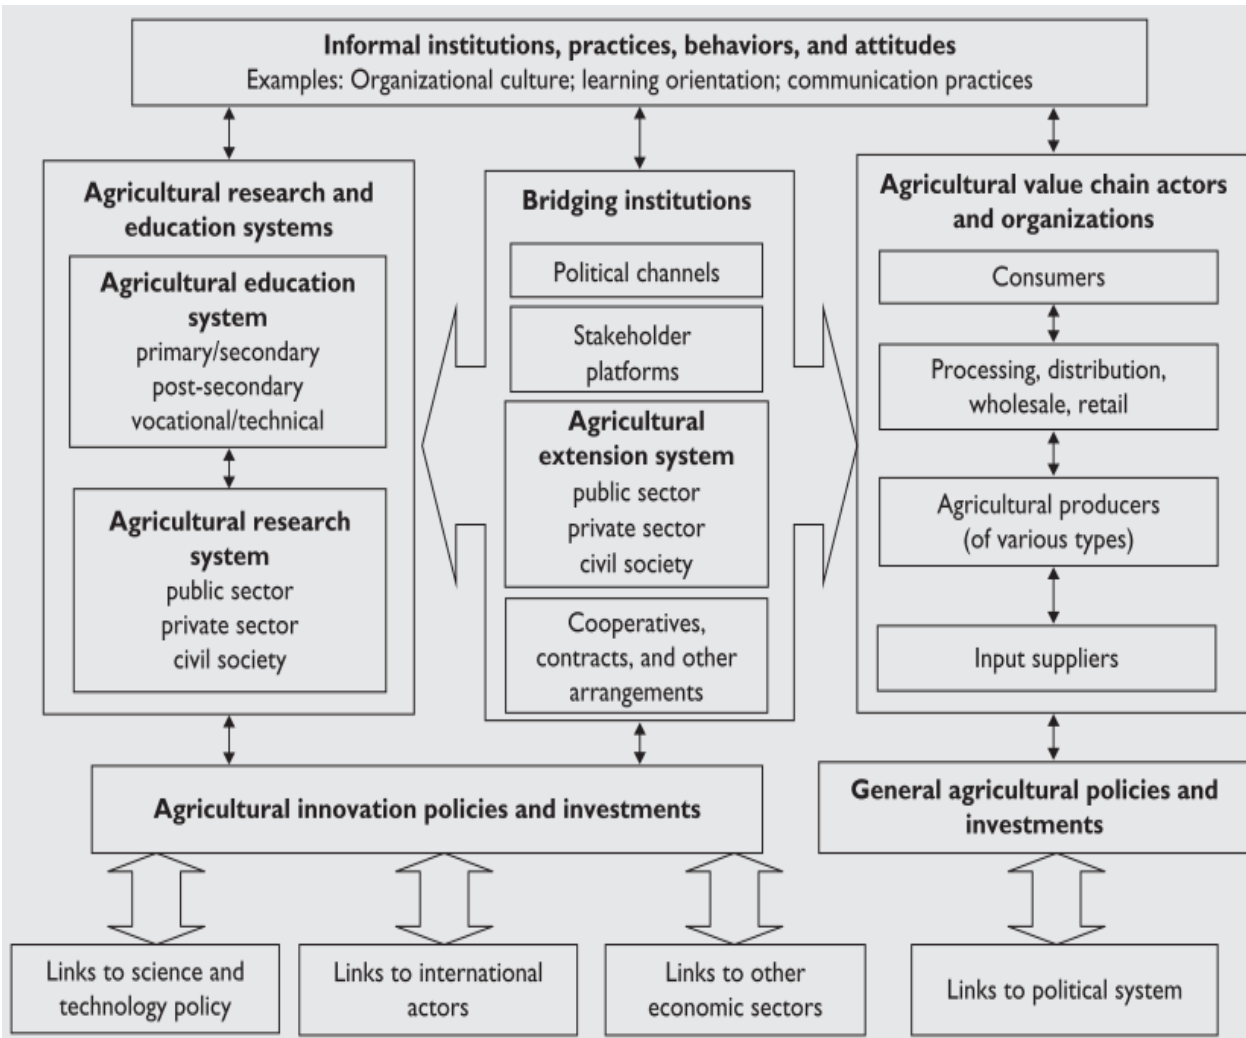 Informal institutions, practices, behaviors, and attitudes
Examples: Organizational culture; learning orientation; communication practices
Agricultural research and
education systems
Agricultural education
system
primary/secondary
post-secondary
vocational/technical
Agricultural research
system
public sector
private sector
civil society
Bridging institutions
Political channels
Stakeholder
platforms
Agricultural
extension system
public sector
private sector
civil society
Cooperatives,
contracts, and other
arrangements
Agricultural value chain actors
and organizations
Consumers
Processing, distribution,
wholesale, retail
Agricultural producers
(of various types)
Input suppliers
Agricultural innovation policies and investments
General agricultural policies and
investments
Links to science and
technology policy
Links to international
actors
Links to other
economic sectors
Links to political system